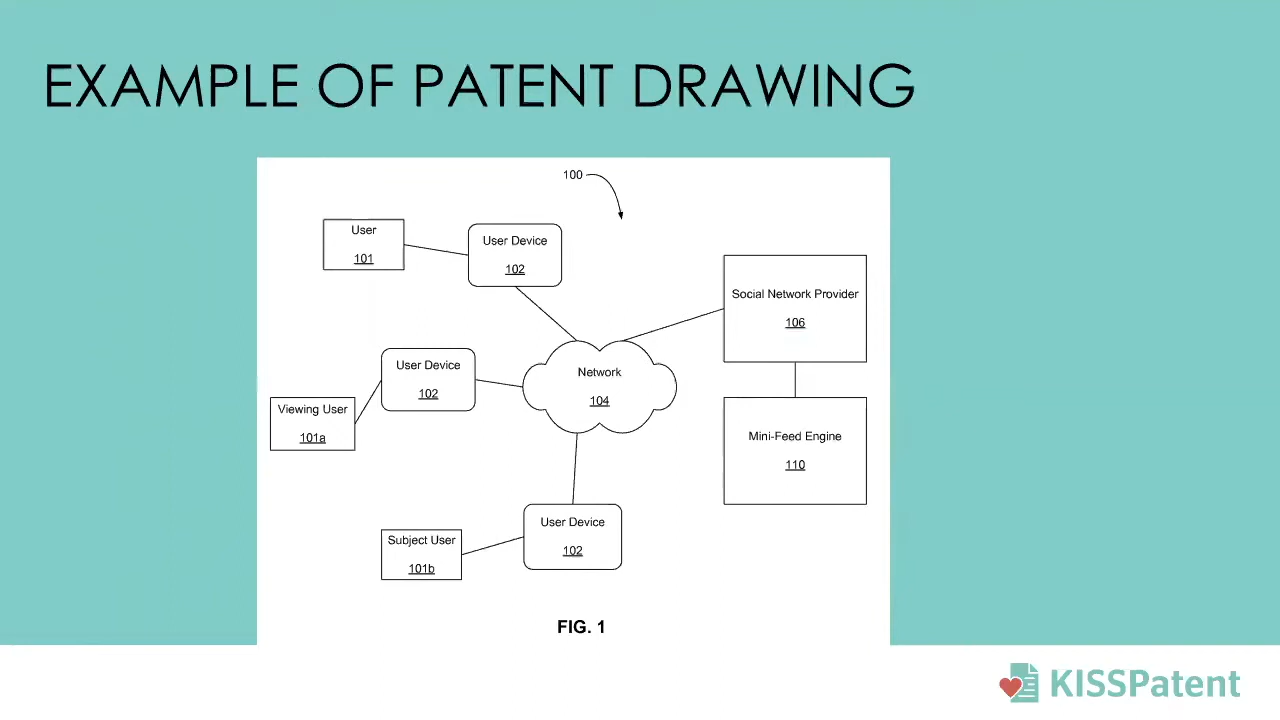 EXAMPLE OF PATENT DRAWING
100
User
101
User Device
102
Social Network Provider
106
User Device
102
Network
104
Viewing User
101a
Mini-Feed Engine
110
User Device
102
Subject User
101b
FIG. 1
KISSPatent